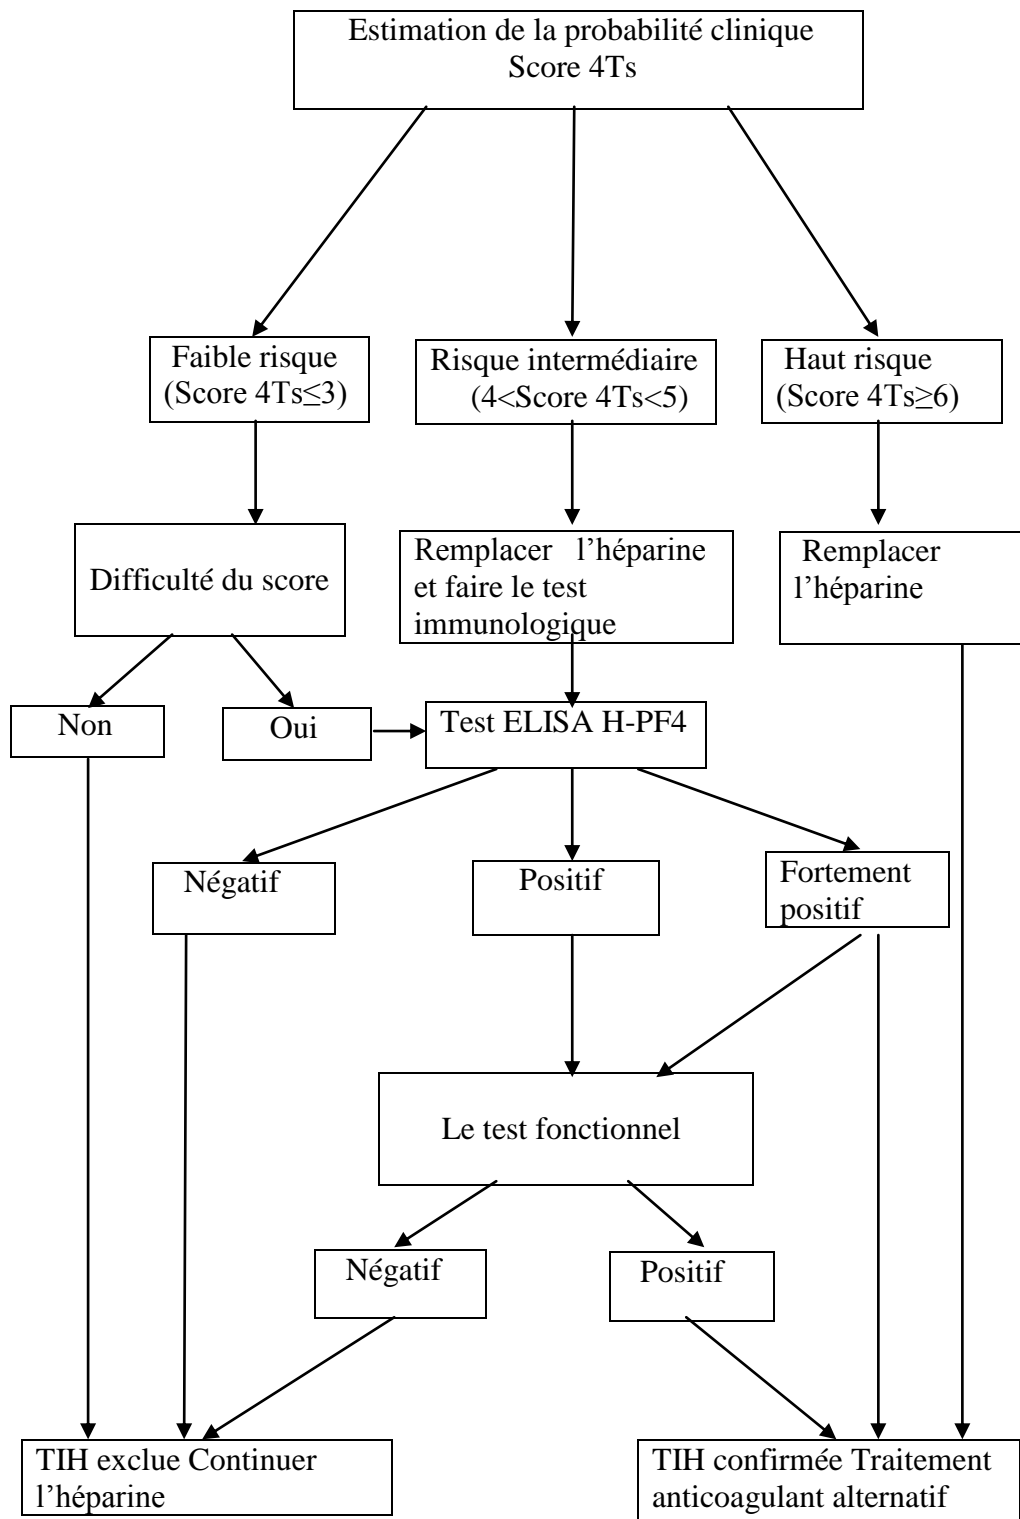 Estimation de la probabilité clinique
Score 4Ts
Faible risque
(Score 4Ts≤3)
Risque intermédiaire
(4<Score 4Ts<5)
Haut risque
(Score 4Ts≥6)
Difficulté du score
Remplacer l’héparine
et faire le test
immunologique
Remplacer
l’héparine
Non
Oui
Test ELISA H-PF4
Négatif
Positif
Fortement
positif
Le test fonctionnel
Négatif
Positif
TIH exclue Continuer
l’héparine
TIH confirmée Traitement
anticoagulant alternatif